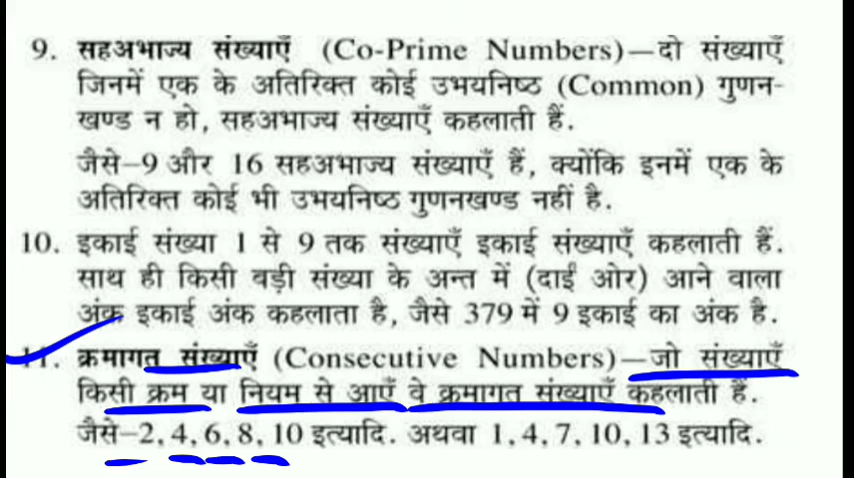 9. सहअभाज्य संख्याएँ (Co-Prime Numbers)—दो संख्याएँ
जिनमें एक के अतिरिक्त कोई उभयनिष्ठ (Common) गुणन-
खण्ड न हो, सहअभाज्य संख्याएँ कहलाती हैं.
जैसे–9 और 16 सहअभाज्य संख्याएँ हैं, क्योंकि इनमें एक के
अतिरिक्त कोई भी उभयनिष्ठ गुणनखण्ड नहीं है.
10. इकाई संख्या 1 से 9 तक संख्याएँ इकाई संख्याएँ कहलाती हैं.
साथ ही किसी बड़ी संख्या के अन्त में (दाईं ओर) आने वाला
अंक इकाई अंक कहलाता है, जैसे 379 में 9 इकाई का अंक है.
11. क्रमागत संख्याएँ (Consecutive Numbers)—जो संख्याएँ
किसी क्रम या नियम से आएँ वे क्रमागत संख्याएँ कहलाती हैं.
जैसे–2, 4, 6, 8, 10 इत्यादि. अथवा 1, 4, 7, 10, 13 इत्यादि.